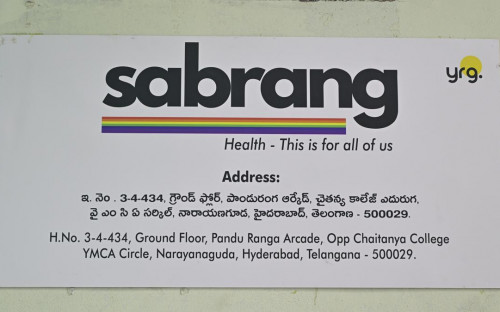 sabrang
yrg.
Health - This is for all of us
Address:
ఇ. నెం . 3-4-434, గ్రౌండ్ ఫ్లోర్, పాండురంగ ఆర్కేడ్, చైతన్య కాలేజ్ ఎదురుగ,
వై ఎం సి ఏ సర్కిల్, నారాయణగూడ, హైదరాబాద్, తెలంగాణ - 500029.
H.No. 3-4-434, Ground Floor, Pandu Ranga Arcade, Opp Chaitanya College
YMCA Circle, Narayanaguda, Hyderabad, Telangana - 500029.